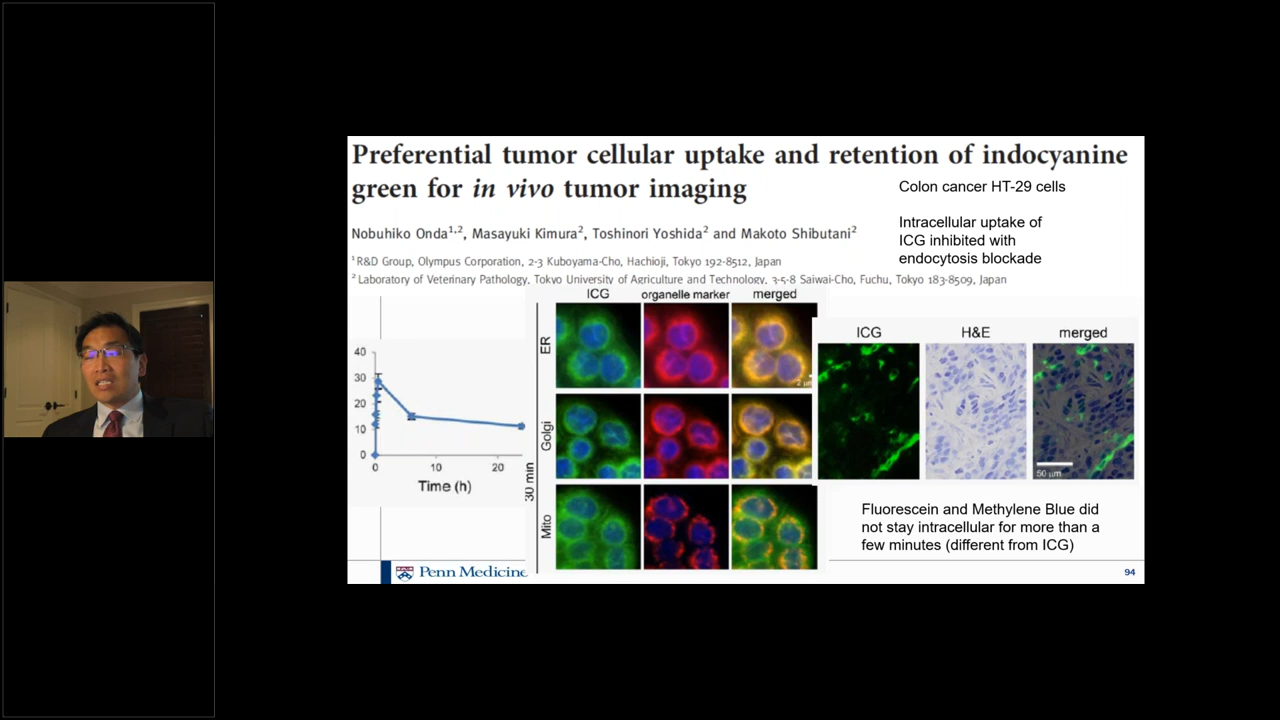 Preferential tumor cellular uptake and retention of indocyanine
green for in vivo tumor imaging
Colon cancer HT-29 cells
Intracellular uptake of
ICG inhibited with
endocytosis blockade
Nobuhiko Onda1,2, Masayuki Kimura2, Toshinori Yoshida2 and Makoto Shibutani2
1 R&D Group, Olympus Corporation, 2-3 Kuboyama-Cho, Hachioji, Tokyo 192-8512, Japan
2 Laboratory of Veterinary Pathology, Tokyo University of Agriculture and Technology, 3-5-8 Saiwai-Cho, Fuchu, Tokyo 183-8509, Japan
40
30
20
10
0
0 10 20
Time (h)
ICG organelle marker merged
ER
2 μm
Golgi
30 min
Mito
ICG H&E merged
50 μm
Fluorescein and Methylene Blue did
not stay intracellular for more than a
few minutes (different from ICG)
Penn Medicine
94